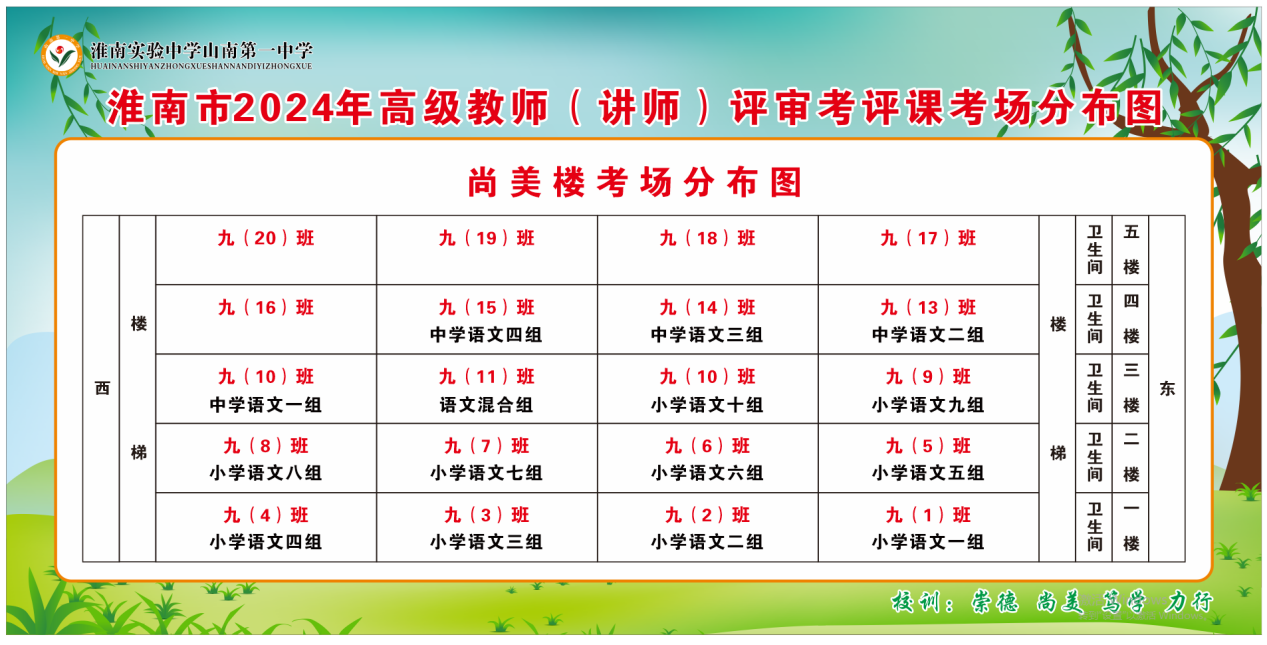 淮南实验中学山南第一中学
HUAINANSHIYANZHONGXUESHANNANDIYIZHONGXUE
淮南市2024年高级教师（讲师）评审考评课考场分布图
尚美楼考场分布图
西
楼
梯
九（20）班
九（19）班
九（18）班
九（17）班
卫生间
五楼
九（16）班
九（15）班
中学语文四组
九（14）班
中学语文三组
九（13）班
中学语文二组
卫生间
四楼
九（10）班
中学语文一组
九（11）班
语文混合组
九（10）班
小学语文十组
九（9）班
小学语文九组
卫生间
三楼
九（8）班
小学语文八组
九（7）班
小学语文七组
九（6）班
小学语文六组
九（5）班
小学语文五组
卫生间
二楼
九（4）班
小学语文四组
九（3）班
小学语文三组
九（2）班
小学语文二组
九（1）班
小学语文一组
卫生间
一楼
楼
梯
东
校训：崇德 尚美 笃学 力行